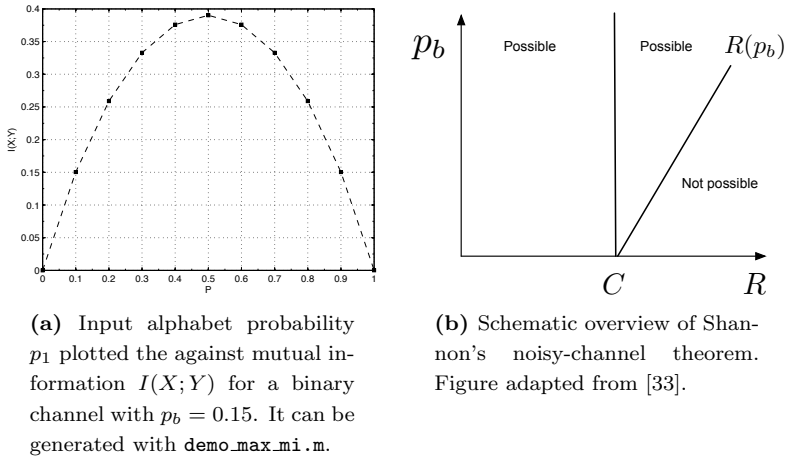 0.4
0.35
0.3
0.25
0.2
0.15
0.1
0.05
0
I(X;Y)
0 0.1 0.2 0.3 0.4 0.5 0.6 0.7 0.8 0.9 1
P
(a) Input alphabet probability
p₁ plotted the against mutual in-
formation I(X; Y) for a binary
channel with p_b = 0.15. It can be
generated with demo_max_mi.m.
p_b
Possible
Possible
R(p_b)
Not possible
C
R
(b) Schematic overview of Shan-
non's noisy-channel theorem.
Figure adapted from [33].